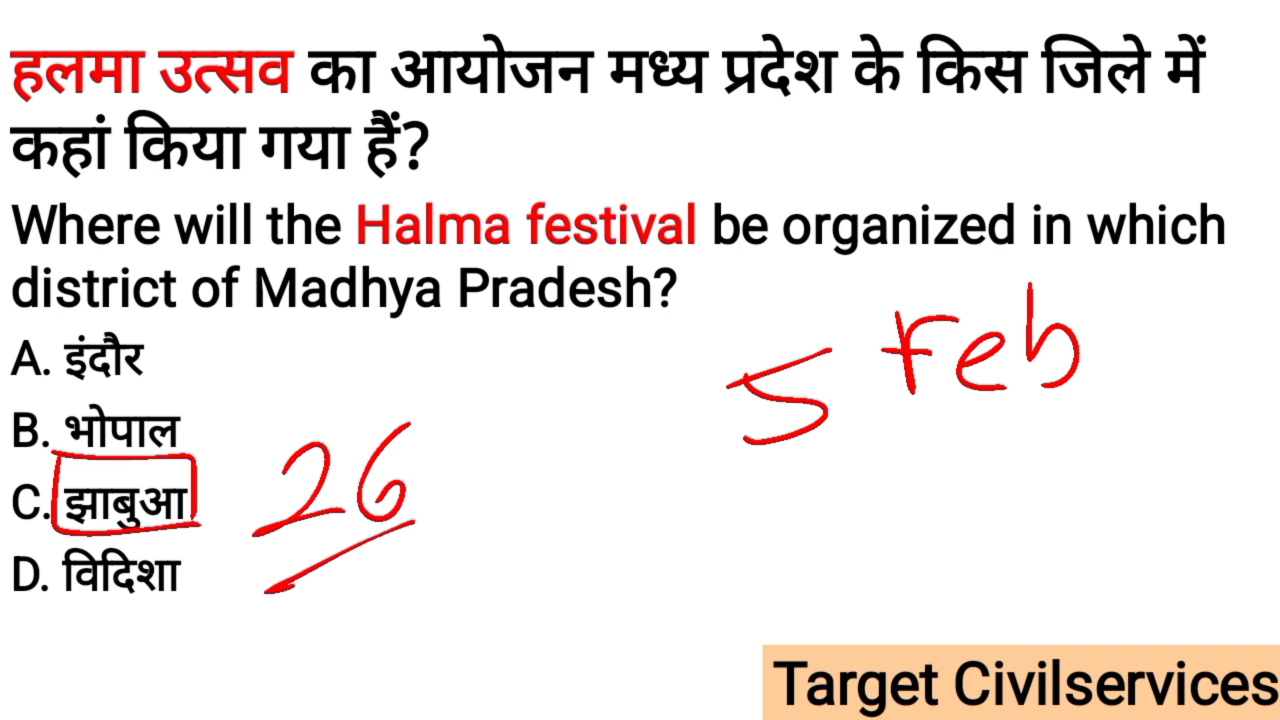 हलमा उत्सव का आयोजन मध्य प्रदेश के किस जिले में
कहां किया गया हैं?
Where will the Halma festival be organized in which
district of Madhya Pradesh?
A. इंदौर
5 Feb
B. भोपाल
C. झाबुआ
26
D. विदिशा
Target Civilservices